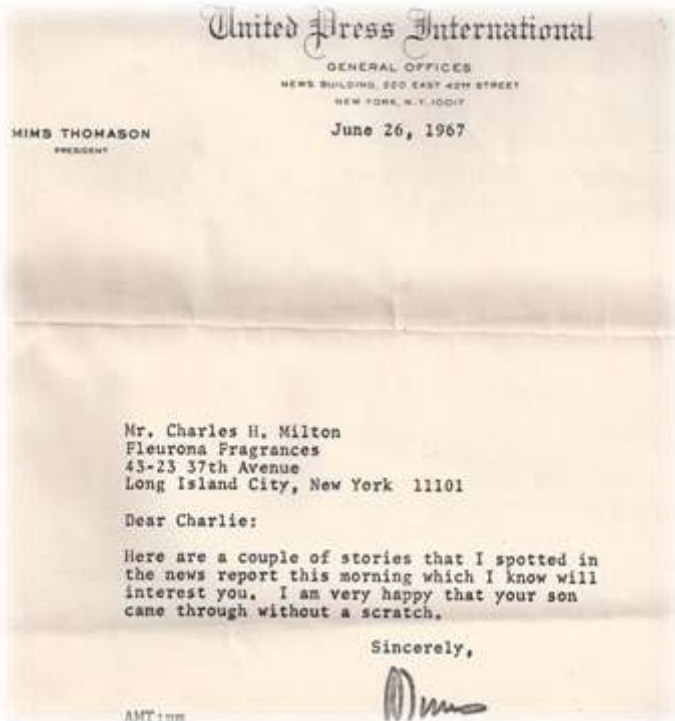 United Press International
GENERAL OFFICES
NEWS BUILDING, 220 EAST 42ND STREET
NEW YORK, N.Y. 10017
MIMS THOMASON
PRESIDENT
June 26, 1967
Mr. Charles H. Milton
Fleurona Fragrances
43-23 37th Avenue
Long Island City, New York 11101
Dear Charlie:
Here are a couple of stories that I spotted in
the news report this morning which I know will
interest you. I am very happy that your son
came through without a scratch.
Sincerely,
Mims